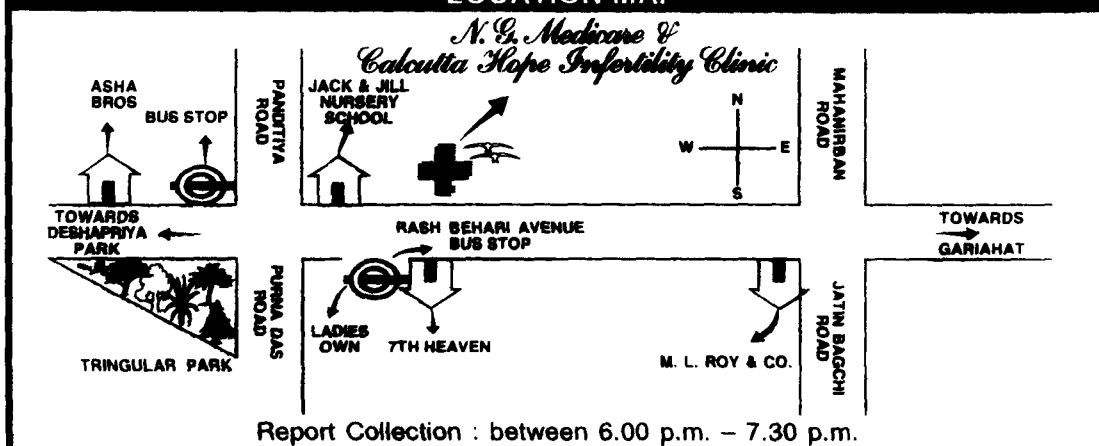 LOCATION MAP
N. G. Medicare &
Calcutta Hope Infertility Clinic
ASHA
BROS
BUS STOP
PANDITIYA
ROAD
JACK & JILL
NURSERY
SCHOOL
N
W
E
S
MAHANIRBAN
ROAD
TOWARDS
DESHAPRIYA
PARK
RASH BEHARI AVENUE
BUS STOP
TOWARDS
GARIAHAT
PURNA DAS
ROAD
LADIES
OWN
7TH HEAVEN
TRINGULAR PARK
M. L. ROY & CO.
JATIN BAGCHI
ROAD
Report Collection : between 6.00 p.m. – 7.30 p.m.